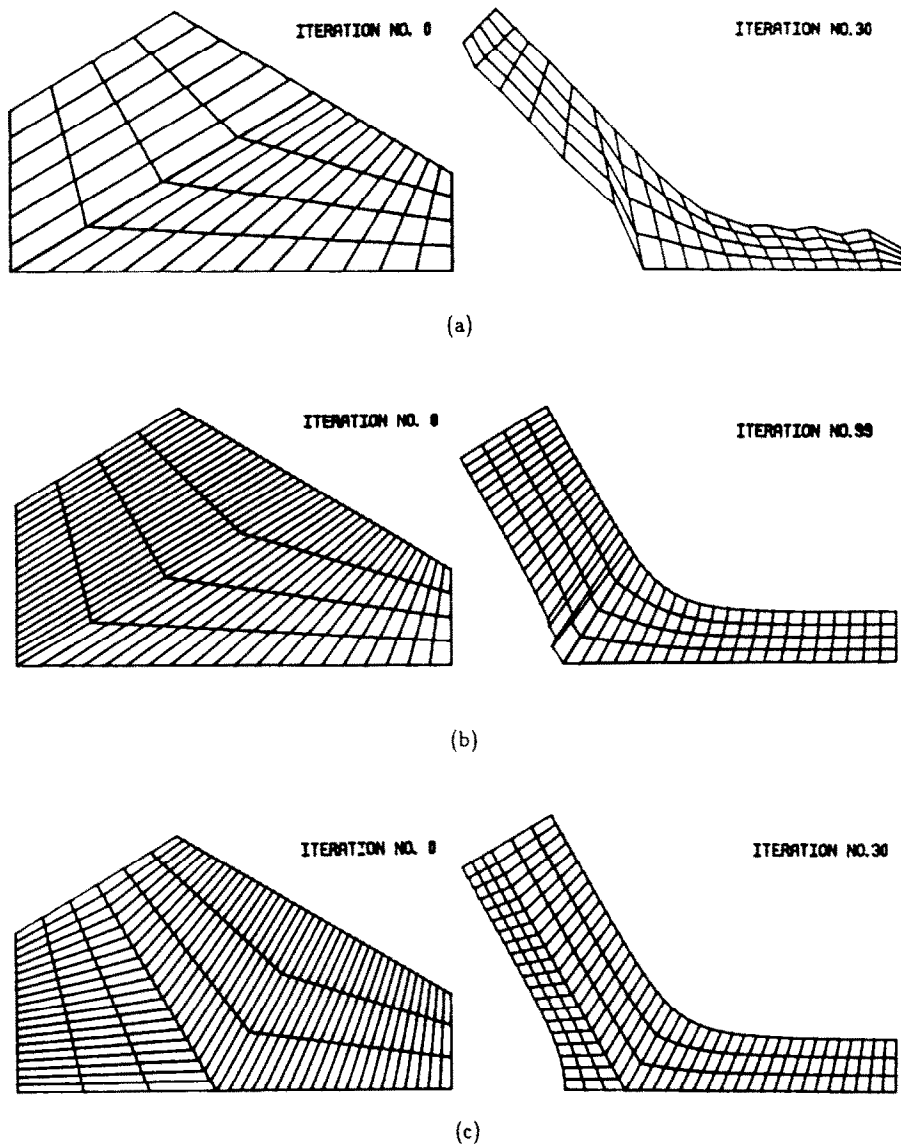 ITERATION NO. 0
ITERATION NO.30
(a)
ITERATION NO. 0
ITERATION NO.99
(b)
ITERATION NO. 0
ITERATION NO.30
(c)